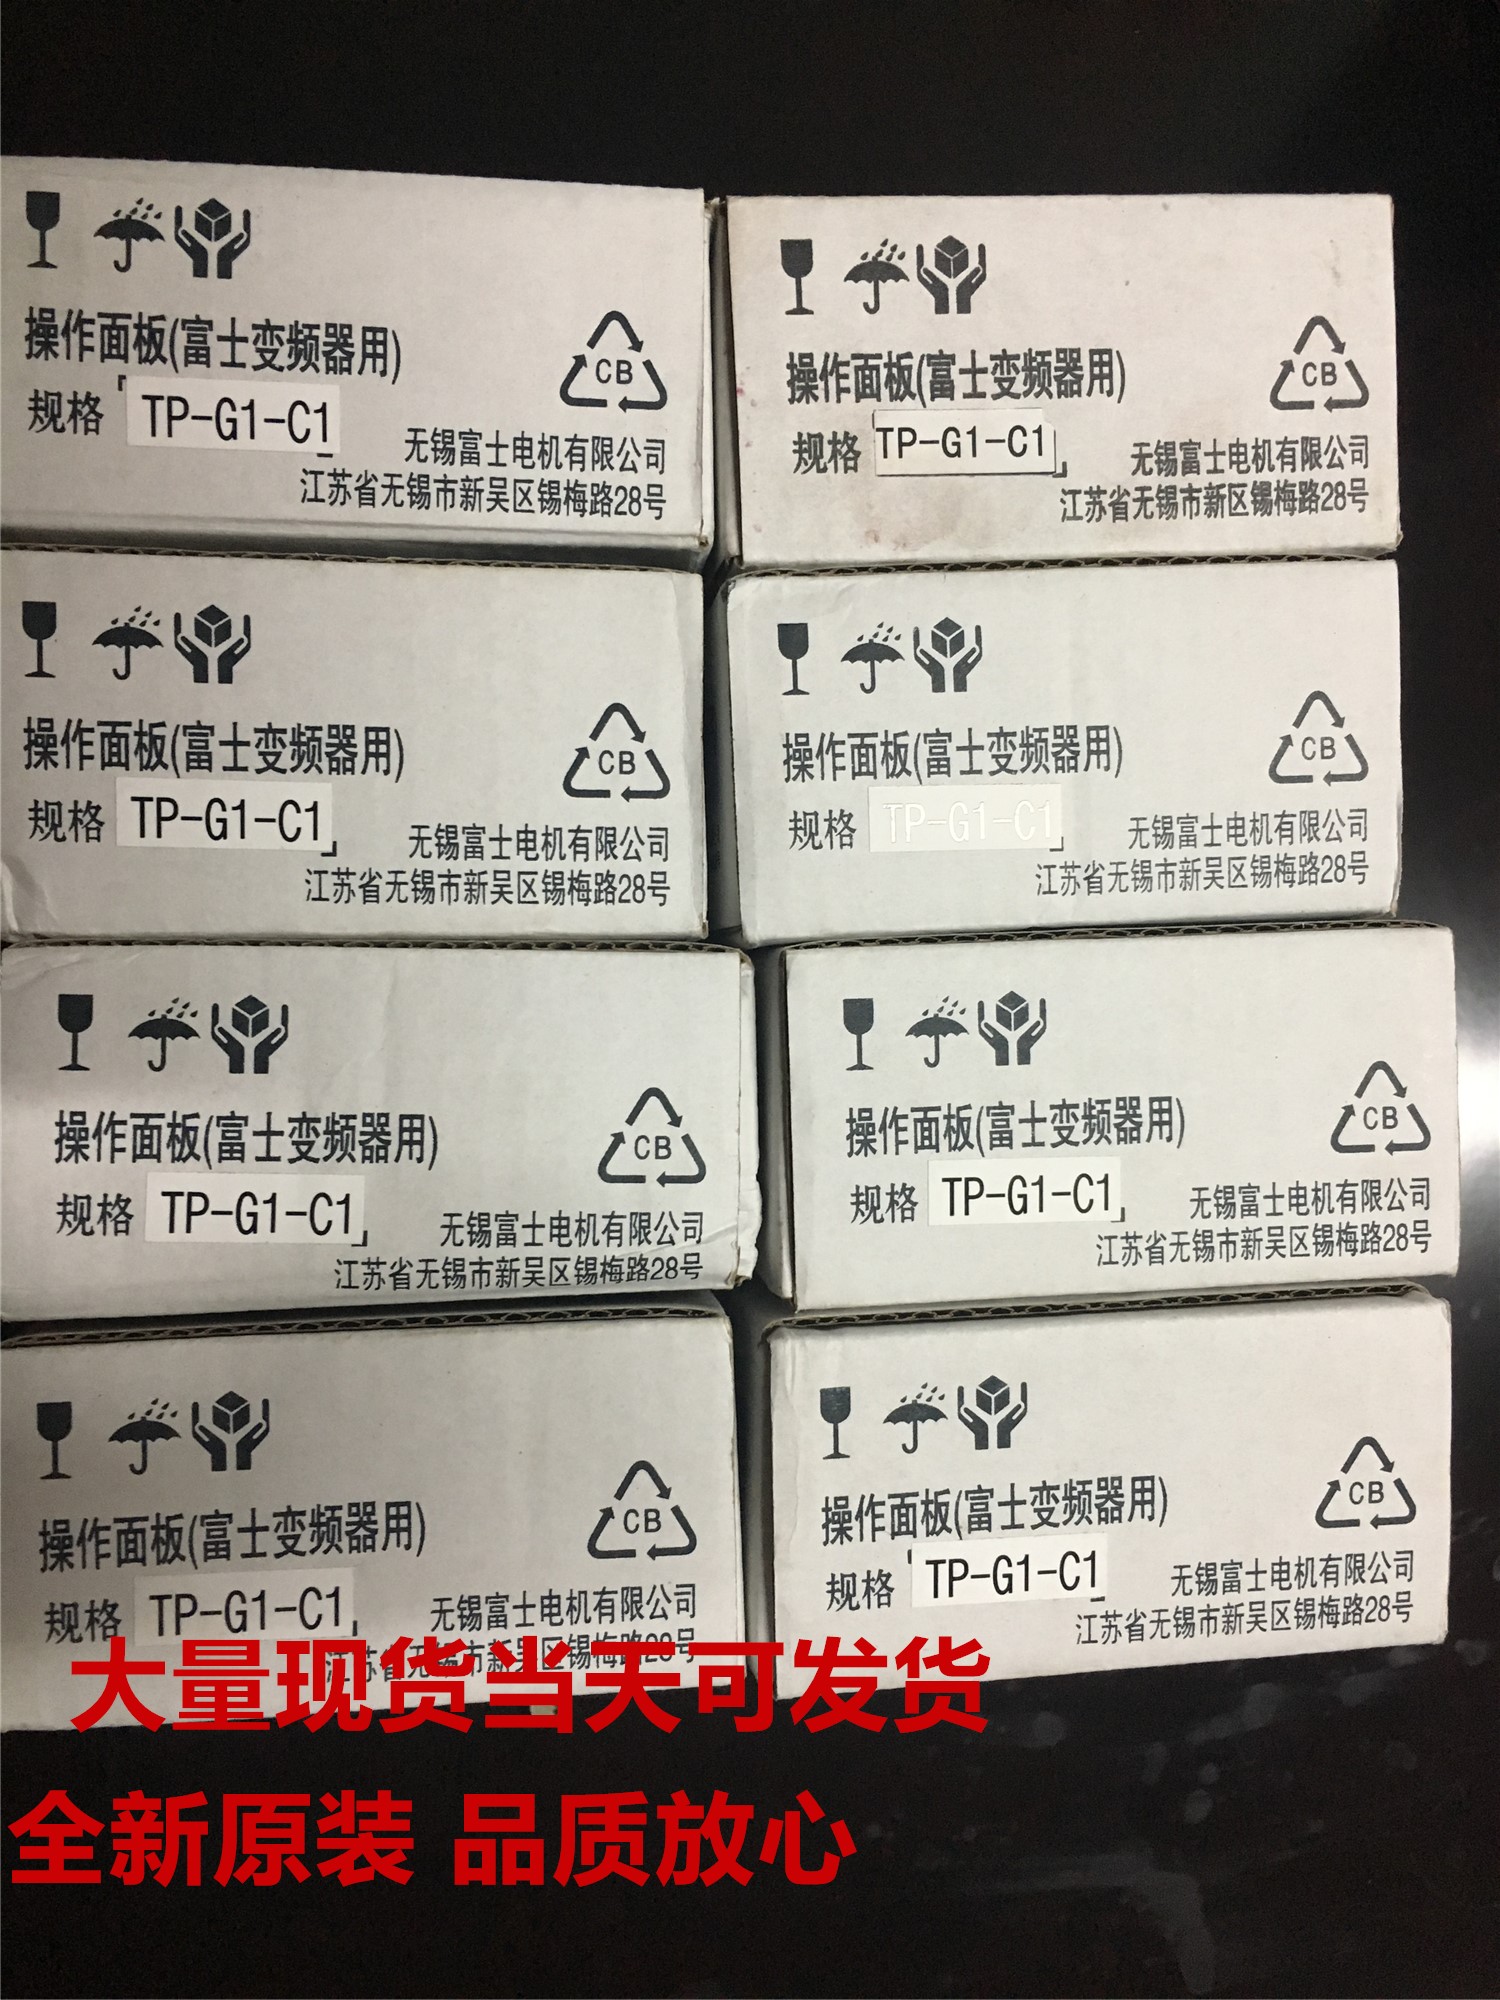 操作面板(富士变频器用)
CB
规格 「TP-G1-C1」
无锡富士电机有限公司
江苏省无锡市新吴区锡梅路28号
操作面板(富士变频器用)
CB
规格 TP-G1-C1」
无锡富士电机有限公司
江苏省无锡市新区锡梅路28号
操作面板(富士变频器用)
CB
规格 TP-G1-C1」
无锡富士电机有限公司
江苏省无锡市新吴区锡梅路28号
操作面板(富士变频器用)
CB
规格 TP-G1-C1
无锡富士电机有限公司
江苏省无锡市新吴区锡梅路28号
操作面板(富士变频器用)
CB
规格 TP-G1-C1」
无锡富士电机有限公司
江苏省无锡市新吴区锡梅路28号
操作面板(富士变频器用)
CB
规格 TP-G1-C1」
无锡富士电机有限公司
江苏省无锡市新吴区锡梅路28号
操作面板(富士变频器用)
CB
规格 TP-G1-C1」
无锡富士电机有限公司
江苏省无锡市新吴区锡梅路28号
操作面板(富士变频器用)
CB
规格 「TP-G1-C1」
无锡富士电机有限公司
江苏省无锡市新吴区锡梅路28号
大量现货当天可发货
全新原装 品质放心